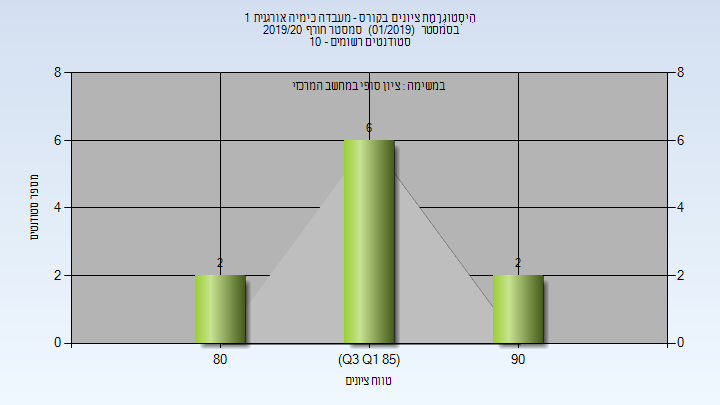 היסטוגרמת ציונים בקורס - מעבדה כימיה אורגנית 1
בסמסטר (01/2019) סמסטר חורף 2019/20
סטודנטים רשומים - 10
במשימה : ציון סופי במחשב המרכזי
8
6
4
2
0
8
6
4
2
0
מספר סטודנטים
2
6
2
80
(Q3 Q1 85)
90
טווח ציונים